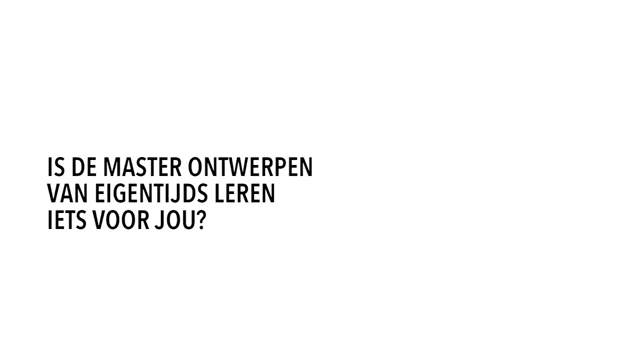 IS DE MASTER ONTWERPEN
VAN EIGENTIJDS LEREN
IETS VOOR JOU?